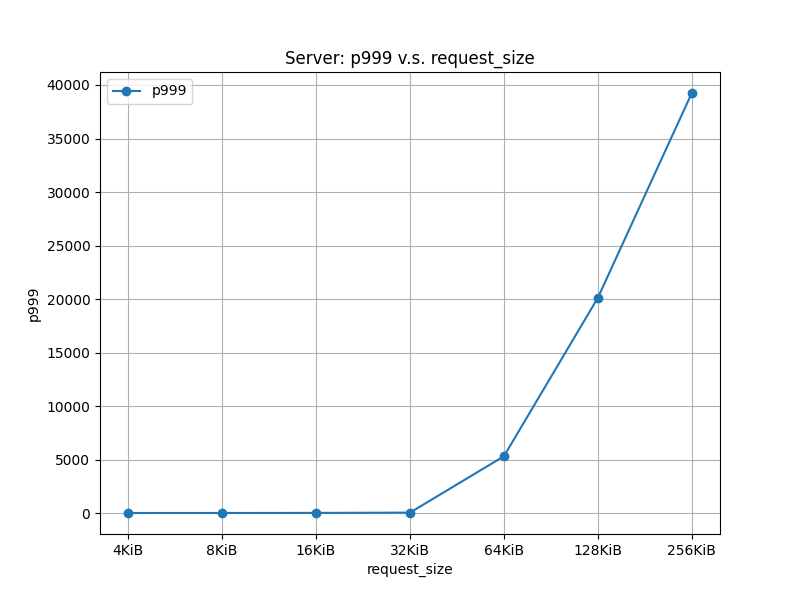 Server: p999 v.s. request_size
p999
40000
35000
30000
25000
20000
15000
10000
5000
0
p999
4KiB 8KiB 16KiB 32KiB 64KiB 128KiB 256KiB
request_size